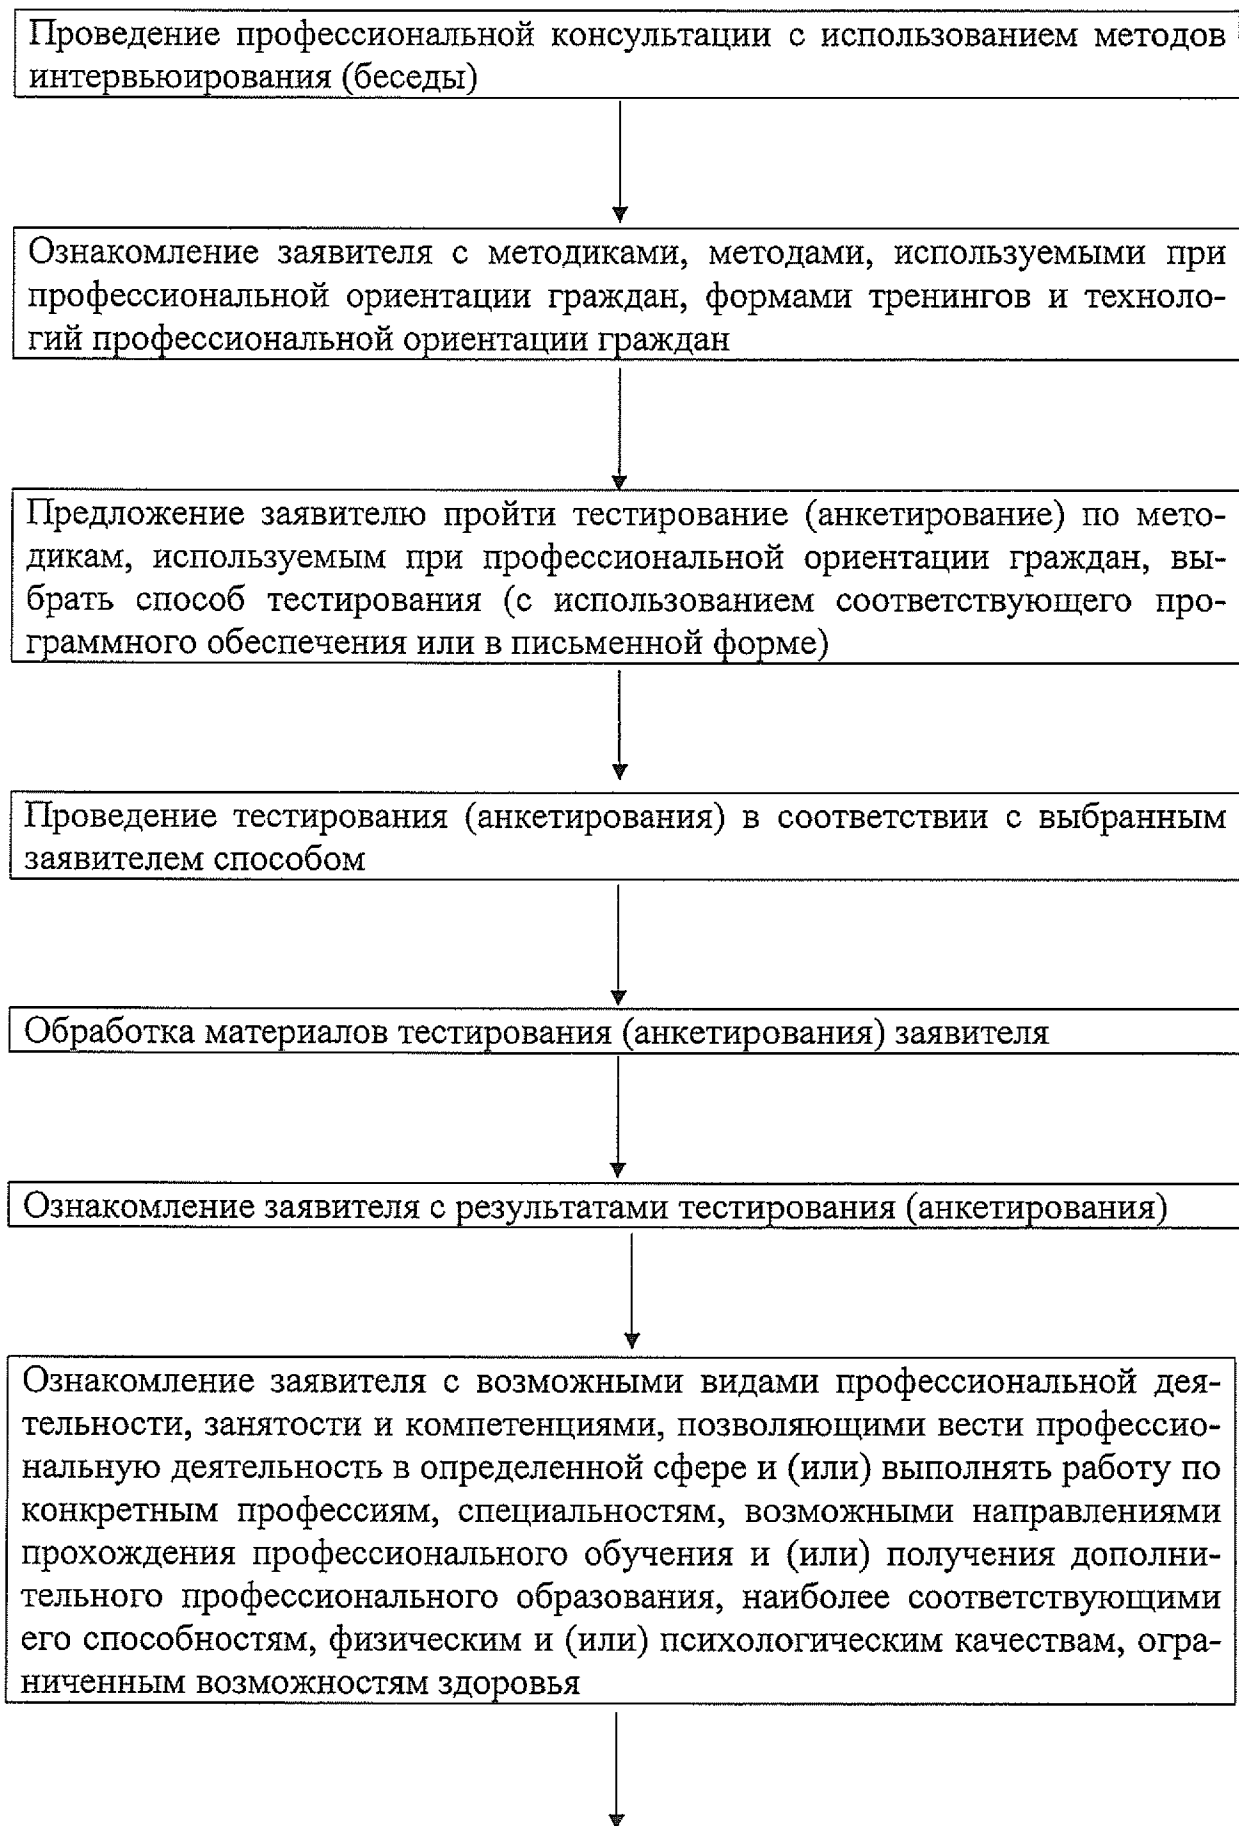 Проведение профессиональной консультации с использованием методов
интервьюирования (беседы)
Ознакомление заявителя с методиками, методами, используемыми при
профессиональной ориентации граждан, формами тренингов и техноло-
гий профессиональной ориентации граждан
Предложение заявителю пройти тестирование (анкетирование) по мето-
дикам, используемым при профессиональной ориентации граждан, вы-
брать способ тестирования (с использованием соответствующего про-
граммного обеспечения или в письменной форме)
Проведение тестирования (анкетирования) в соответствии с выбранным
заявителем способом
Обработка материалов тестирования (анкетирования) заявителя
Ознакомление заявителя с результатами тестирования (анкетирования)
Ознакомление заявителя с возможными видами профессиональной дея-
тельности, занятости и компетенциями, позволяющими вести профессио-
нальную деятельность в определенной сфере и (или) выполнять работу по
конкретным профессиям, специальностям, возможными направлениями
прохождения профессионального обучения и (или) получения дополни-
тельного профессионального образования, наиболее соответствующими
его способностям, физическим и (или) психологическим качествам, огра-
ниченным возможностям здоровья